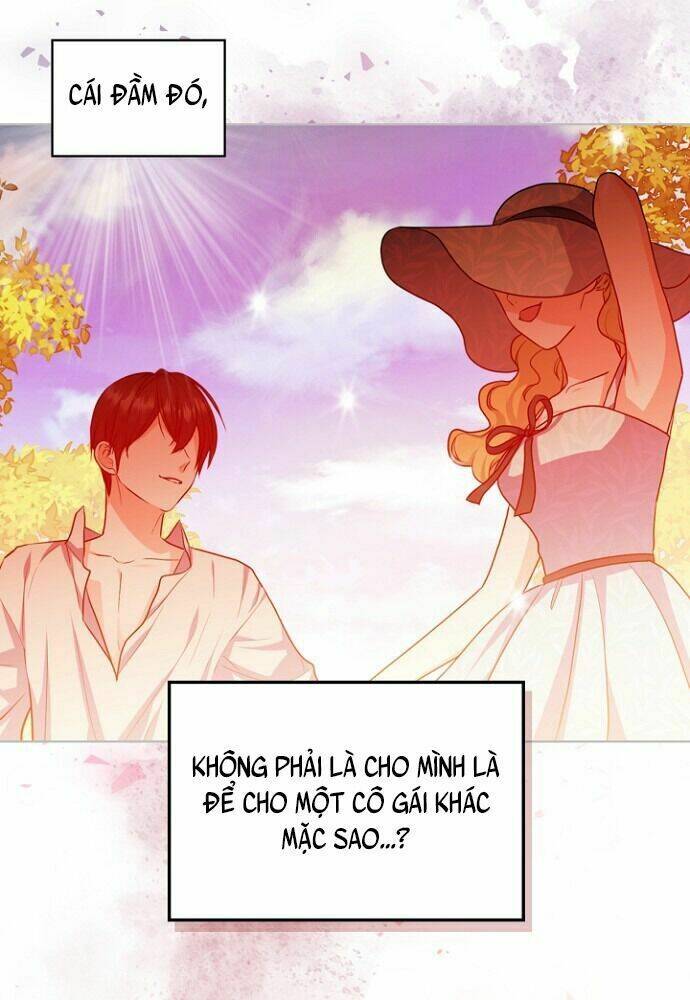 CÁI ĐẦM ĐÓ,
KHÔNG PHẢI LÀ CHO MÌNH LÀ
ĐỂ CHO MỘT CÔ GÁI KHÁC
MẶC SAO...?